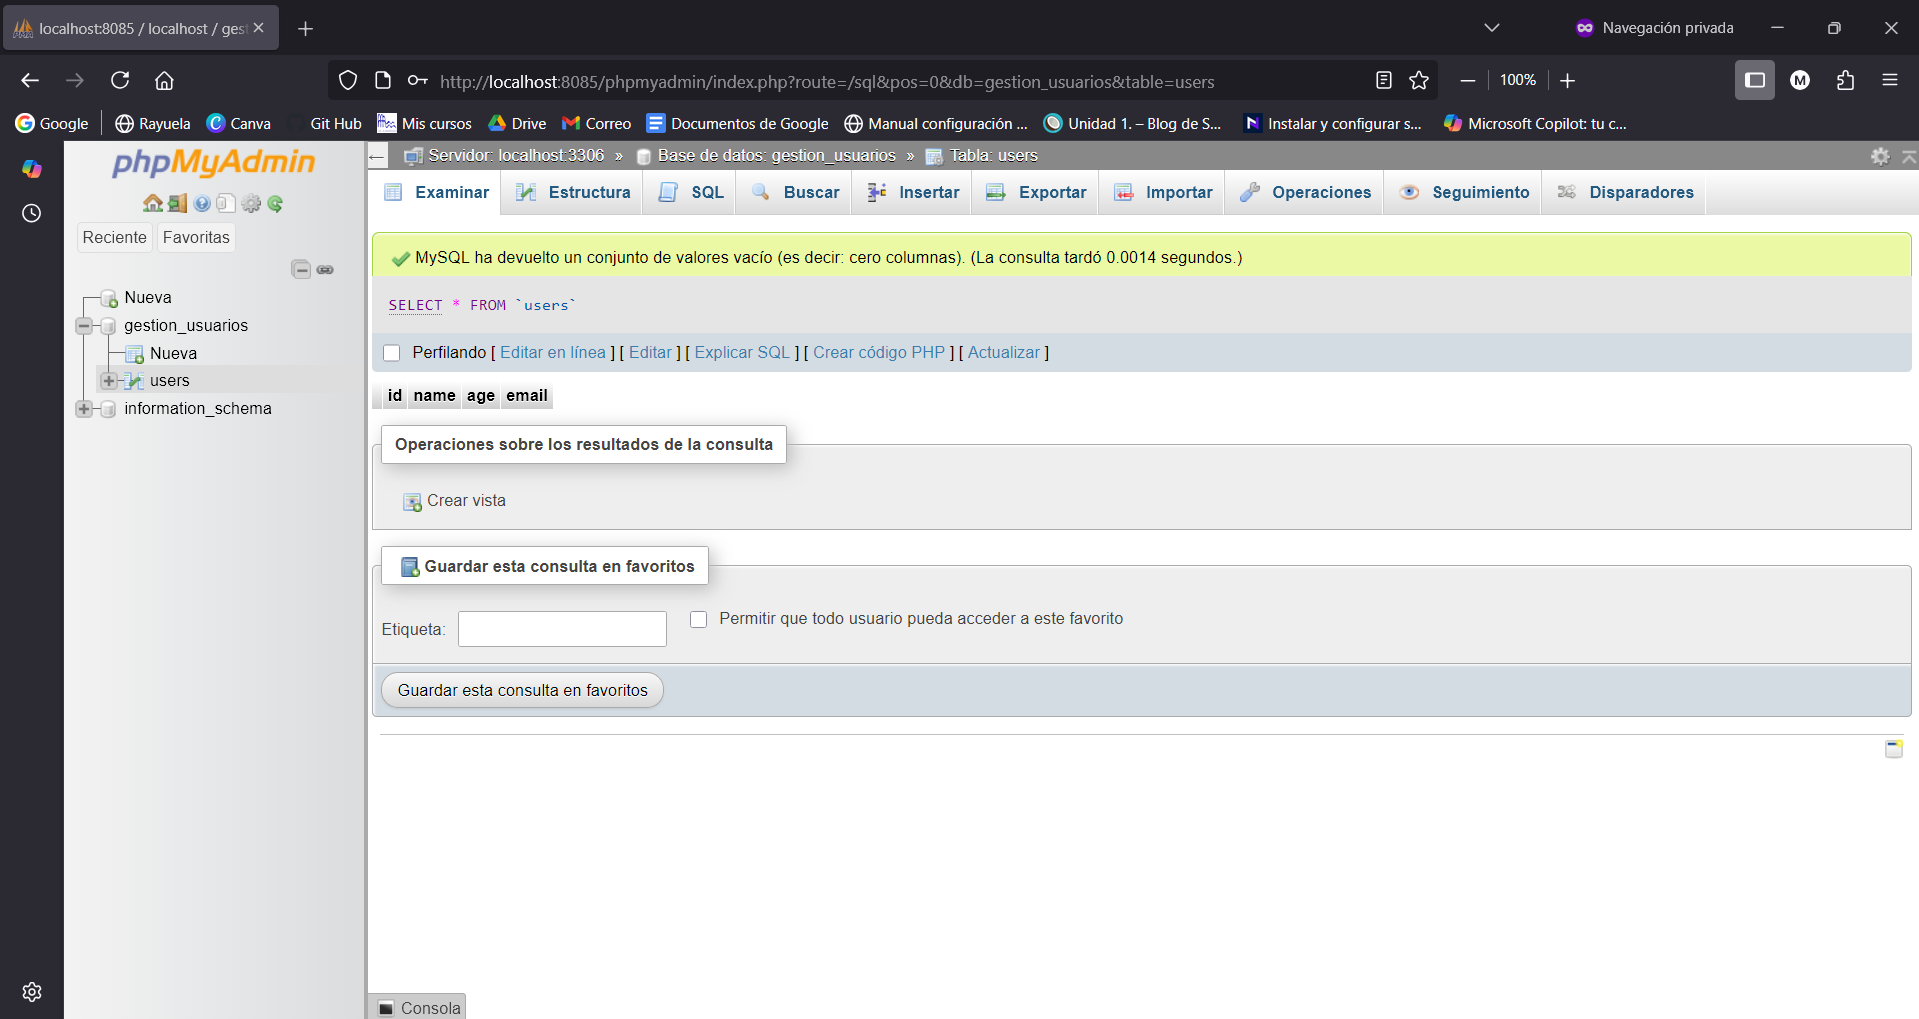 localhost:8085 / localhost / ges
Navegación privada
http://localhost:8085/phpmyadmin/index.php?route=/sql&pos=0&db=gestion_usuarios&table=users
100%
M
Google
Rayuela
Canva
Git Hub
Mis cursos
Drive
Correo
Documentos de Google
Manual configuración ...
Unidad 1. – Blog de S...
Instalar y configurar s...
Microsoft Copilot: tu c...
phpMyAdmin
Reciente
Favoritas
Nueva
gestion_usuarios
Nueva
users
information_schema
Servidor: localhost:3306 » Base de datos: gestion_usuarios » Tabla: users
Examinar
Estructura
SQL
Buscar
Insertar
Exportar
Importar
Operaciones
Seguimiento
Disparadores
MySQL ha devuelto un conjunto de valores vacío (es decir: cero columnas). (La consulta tardó 0.0014 segundos.)
SELECT * FROM `users`
Perfilando [ Editar en línea ] [ Editar ] [ Explicar SQL ] [ Crear código PHP ] [ Actualizar ]
id name age email
Operaciones sobre los resultados de la consulta
Crear vista
Guardar esta consulta en favoritos
Etiqueta:
Permitir que todo usuario pueda acceder a este favorito
Guardar esta consulta en favoritos
Consola